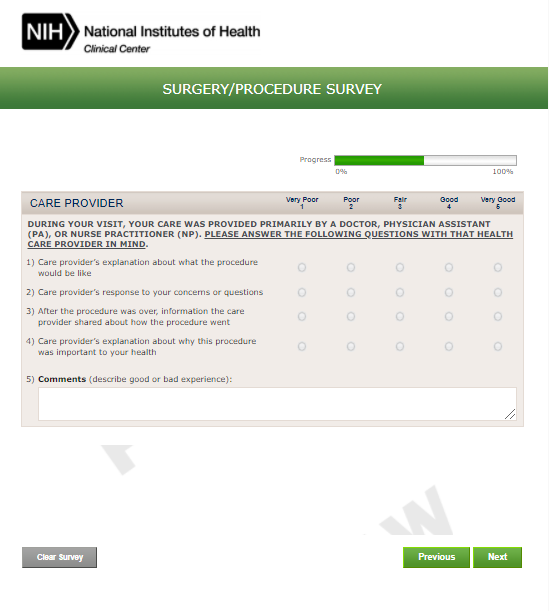 NIH National Institutes of Health
Clinical Center
SURGERY/PROCEDURE SURVEY
Progress
0% 100%
CARE PROVIDER Very Poor Poor Fair Good Very Good
1 2 3 4 5
DURING YOUR VISIT, YOUR CARE WAS PROVIDED PRIMARILY BY A DOCTOR, PHYSICIAN ASSISTANT
(PA), OR NURSE PRACTITIONER (NP). PLEASE ANSWER THE FOLLOWING QUESTIONS WITH THAT HEALTH
CARE PROVIDER IN MIND.
1) Care provider's explanation about what the procedure
would be like
2) Care provider's response to your concerns or questions
3) After the procedure was over, information the care
provider shared about how the procedure went
4) Care provider's explanation about why this procedure
was important to your health
5) Comments (describe good or bad experience):
Clear Survey Previous Next